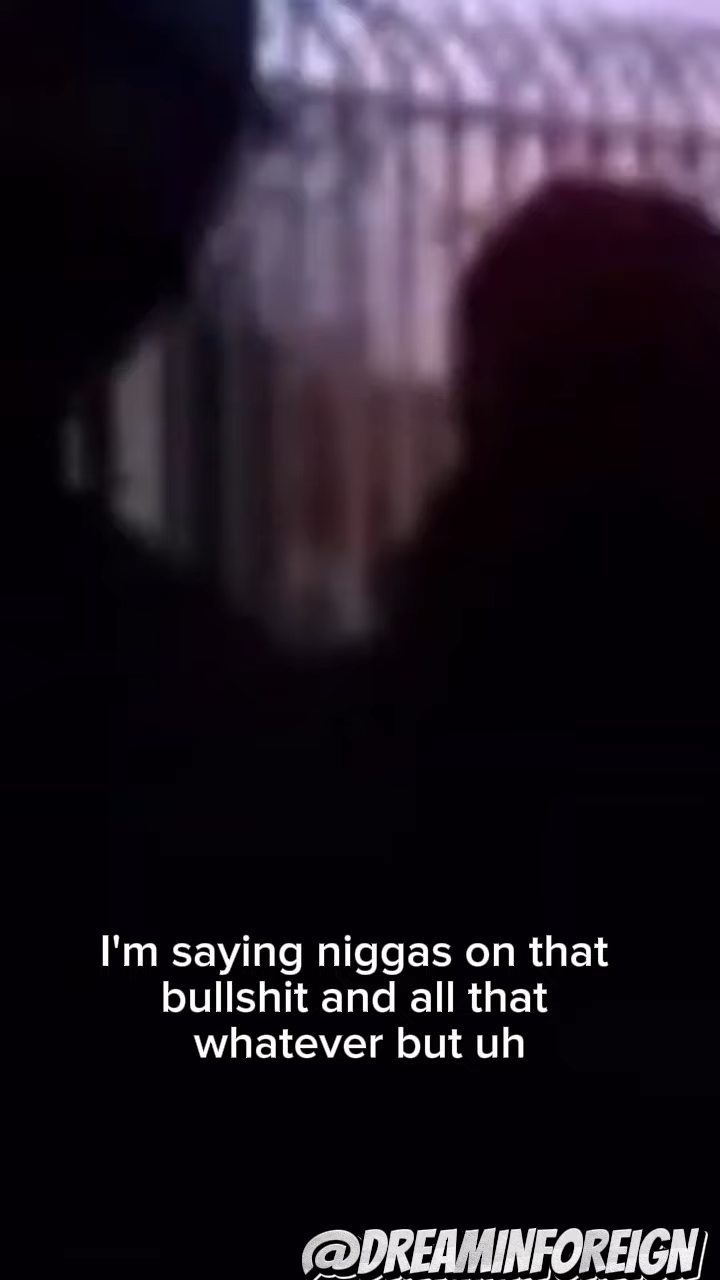 I'm saying niggas on that
bullshit and all that
whatever but uh
@DREAMINFOREIGN